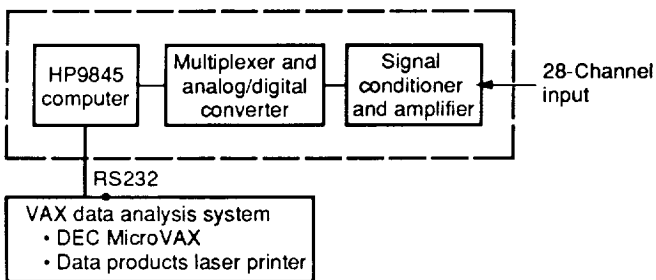 HP9845
computer
Multiplexer and
analog/digital
converter
Signal
conditioner
and amplifier
28-Channel
input
RS232
VAX data analysis system
• DEC MicroVAX
• Data products laser printer